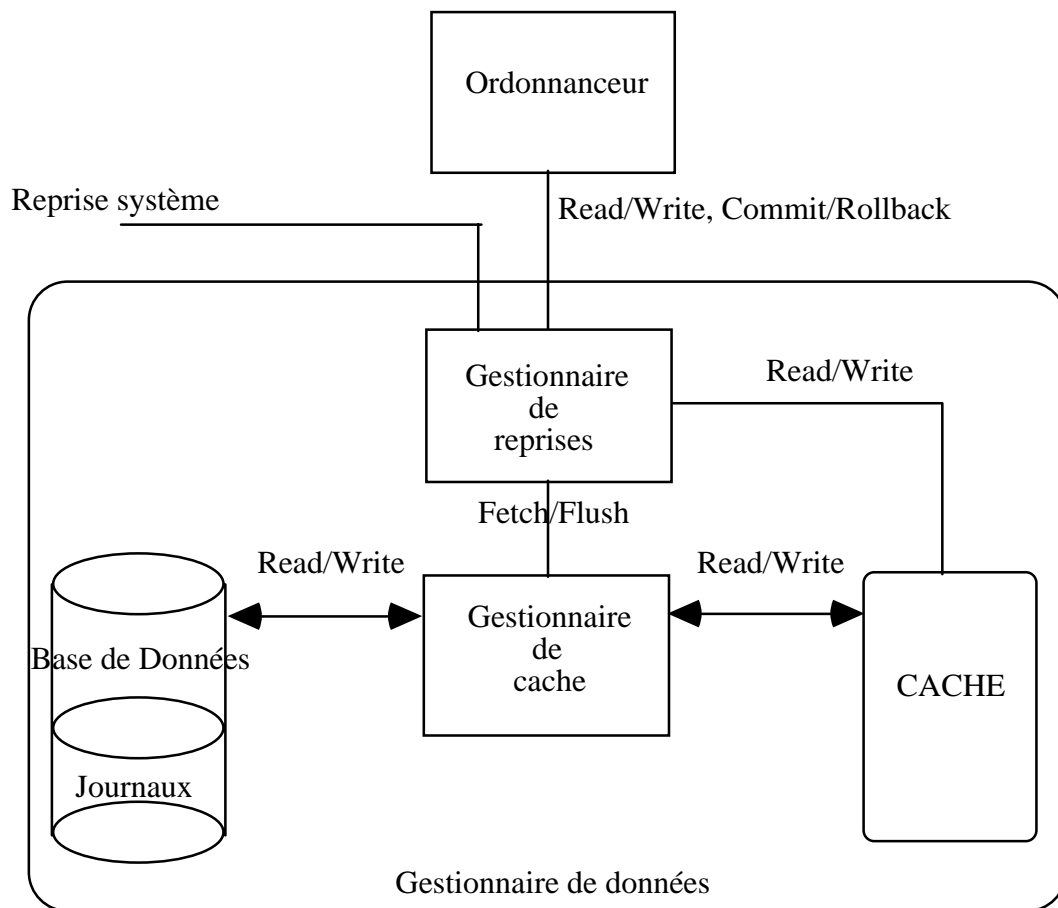 Ordonnanceur
Reprise système
Read/Write, Commit/Rollback
Gestionnaire
de
reprises
Read/Write
Fetch/Flush
Read/Write
Read/Write
Gestionnaire
de
cache
Base de Données
CACHE
Journaux
Gestionnaire de données